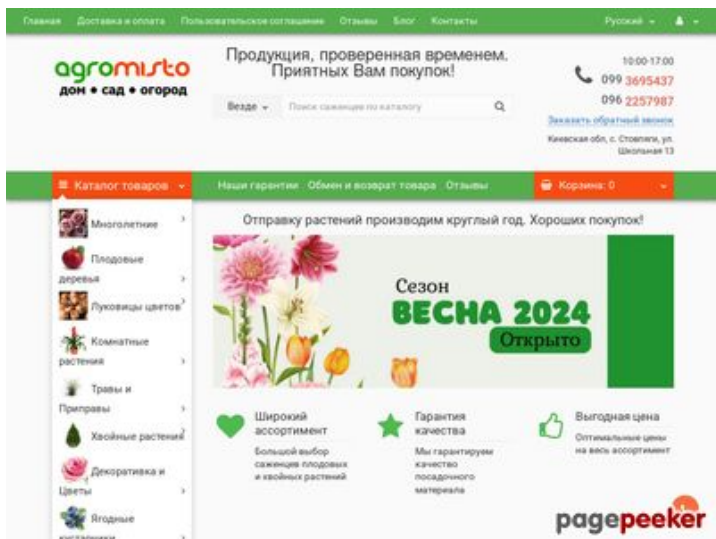 Главная Доставка и оплата Пользовательское соглашение Отзывы Блог Контакты Русский
agromisto
дом • сад • огород
Продукция, проверенная временем.
Приятных Вам покупок!
Везде Поиск саженцев по каталогу
10:00-17:00
099 3695437
096 2257987
Заказать обратный звонок
Киевская обл, с. Стовпяги, ул.
Школьная 13
Каталог товаров Наши гарантии Обмен и возврат товара Отзывы Корзина: 0
Многолетние
Плодовые
деревья
Луковицы цветов
Комнатные
растения
Травы и
Приправы
Хвойные растения
Декоративка и
Цветы
Ягодные
кустарники
Отправку растений производим круглый год. Хороших покупок!
Сезон
ВЕСНА 2024
Открыто
Широкий
ассортимент
Большой выбор
саженцев плодовых
и хвойных растений
Гарантия
качества
Мы гарантируем
качество
посадочного
материала
Выгодная цена
Оптимальные цены
на весь ассортимент
pagepeeker